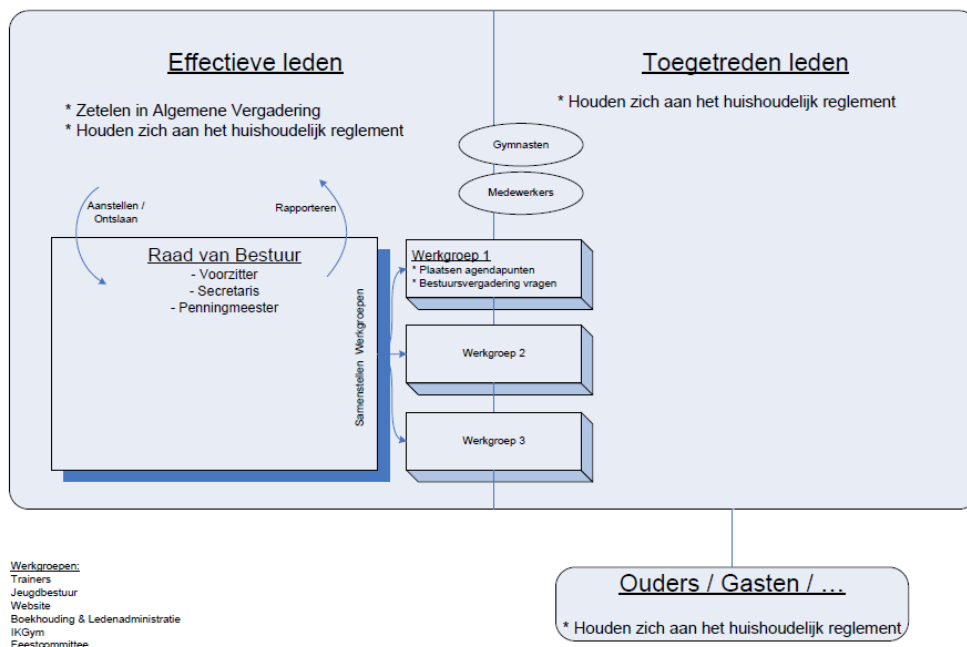 Effectieve leden
* Zetelen in Algemene Vergadering
* Houden zich aan het huishoudelijk reglement
Toegetreden leden
* Houden zich aan het huishoudelijk reglement
Gymnasten
Medewerkers
Aanstellen /
Ontslaan
Rapporteren
Raad van Bestuur
- Voorzitter
- Secretaris
- Penningmeester
Samenstellen Werkgroepen
Werkgroep 1
* Plaatsen agendapunten
* Bestuursvergadering vragen
Werkgroep 2
Werkgroep 3
Ouders / Gasten / ...
* Houden zich aan het huishoudelijk reglement
Werkgroepen:
Trainers
Jeugdbestuur
Website
Boekhouding & Ledenadministratie
IKGym
Feestcommittee